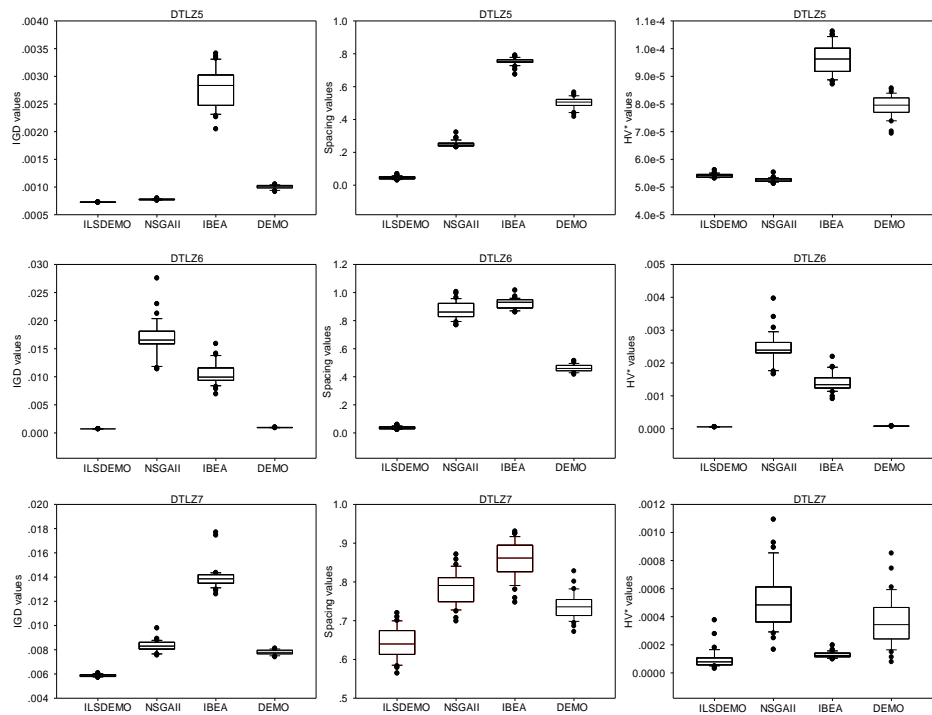 DTLZ5
IGD values
.0040
.0035
.0030
.0025
.0020
.0015
.0010
.0005
ILSDEMO NSGAII IBEA DEMO
DTLZ5
Spacing values
1.0
.8
.6
.4
.2
0.0
ILSDEMO NSGAII IBEA DEMO
DTLZ5
HV* values
1.1e-4
1.0e-4
9.0e-5
8.0e-5
7.0e-5
6.0e-5
5.0e-5
4.0e-5
ILSDEMO NSGAII IBEA DEMO
DTLZ6
IGD values
.030
.025
.020
.015
.010
.005
0.000
ILSDEMO NSGAII IBEA DEMO
DTLZ6
Spacing values
1.2
1.0
.8
.6
.4
.2
0.0
ILSDEMO NSGAII IBEA DEMO
DTLZ6
HV* values
.005
.004
.003
.002
.001
0.000
ILSDEMO NSGAII IBEA DEMO
DTLZ7
IGD values
.020
.018
.016
.014
.012
.010
.008
.006
.004
ILSDEMO NSGAII IBEA DEMO
DTLZ7
Spacing values
1.0
.9
.8
.7
.6
.5
ILSDEMO NSGAII IBEA DEMO
DTLZ7
HV* values
.0012
.0010
.0008
.0006
.0004
.0002
0.0000
ILSDEMO NSGAII IBEA DEMO